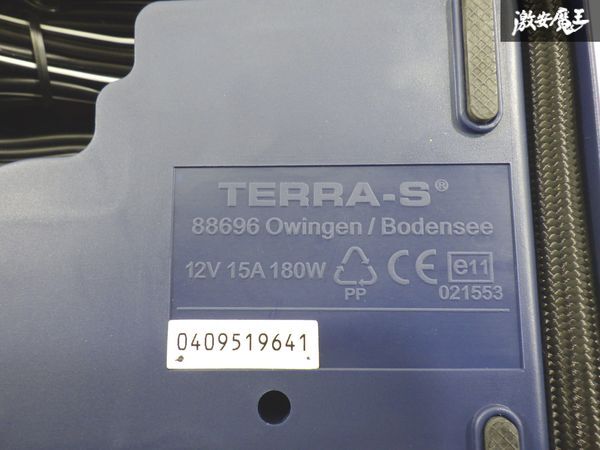 激安魔王
TERRA-S®
88696 Owingen / Bodensee
12V 15A 180W
PP
CE
e11
021553
0409519641